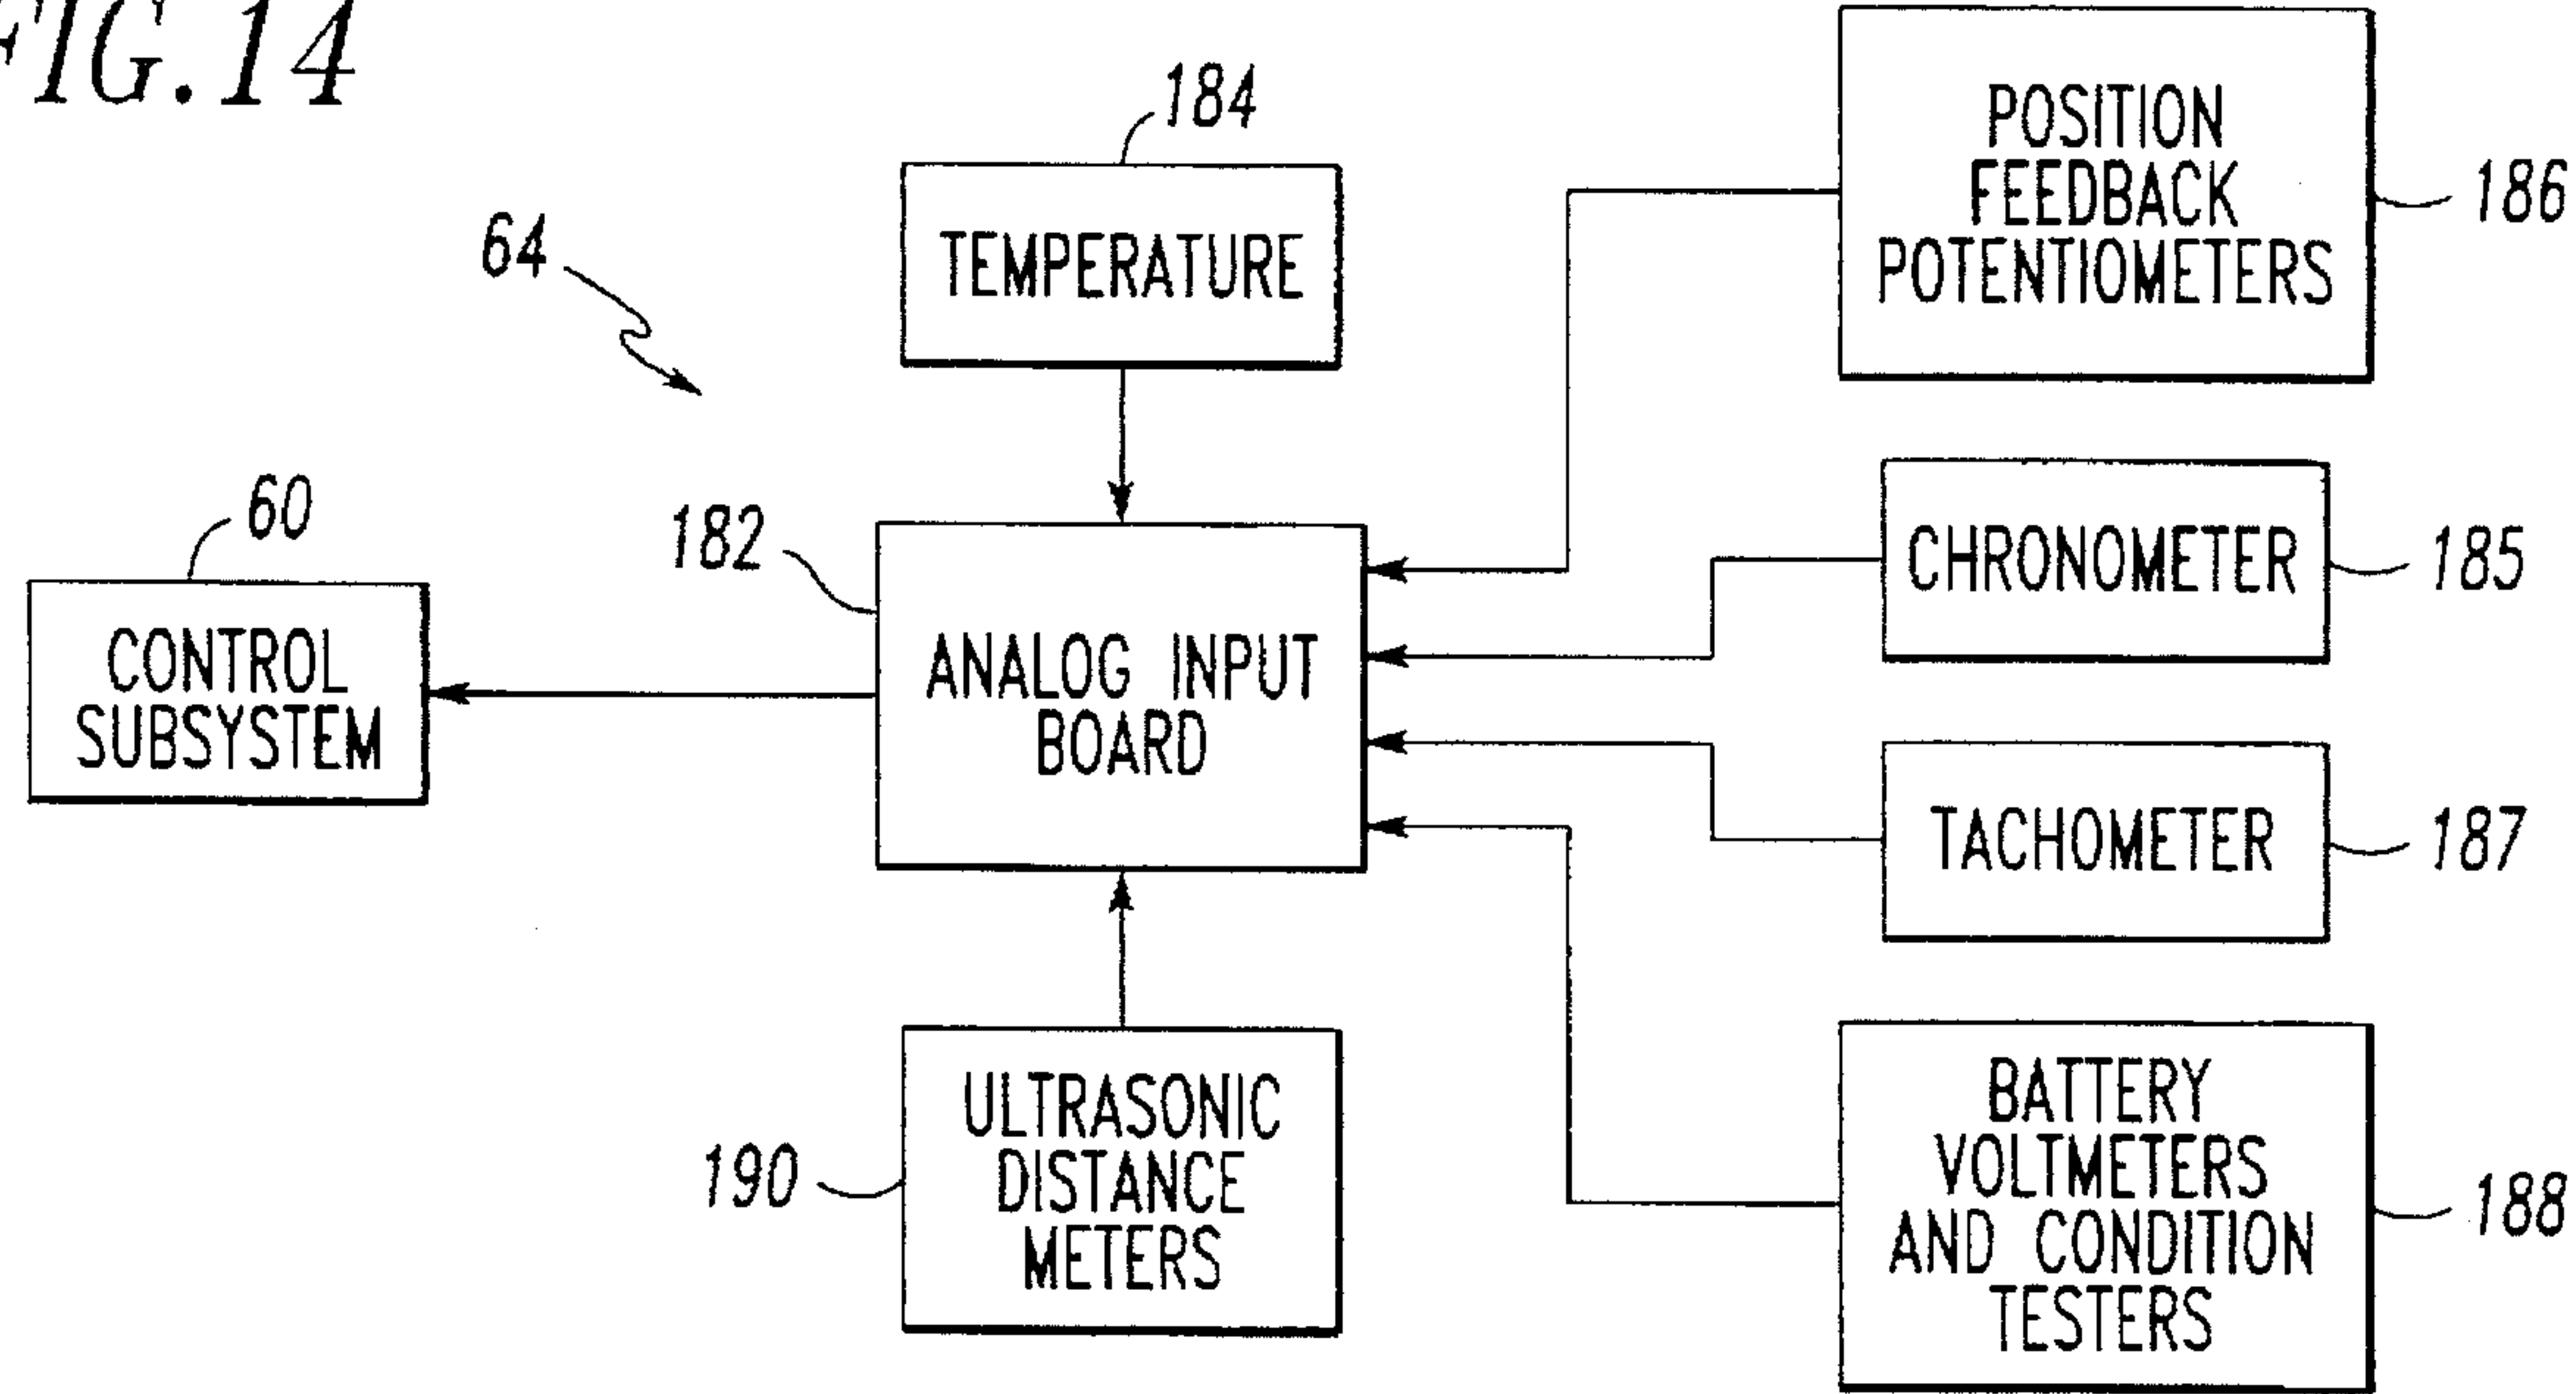 FIG.14
184
TEMPERATURE
POSITION
FEEDBACK
POTENTIOMETERS
186
64
60
CONTROL
SUBSYSTEM
182
ANALOG INPUT
BOARD
CHRONOMETER
185
TACHOMETER
187
190
ULTRASONIC
DISTANCE
METERS
BATTERY
VOLTMETERS
AND CONDITION
TESTERS
188